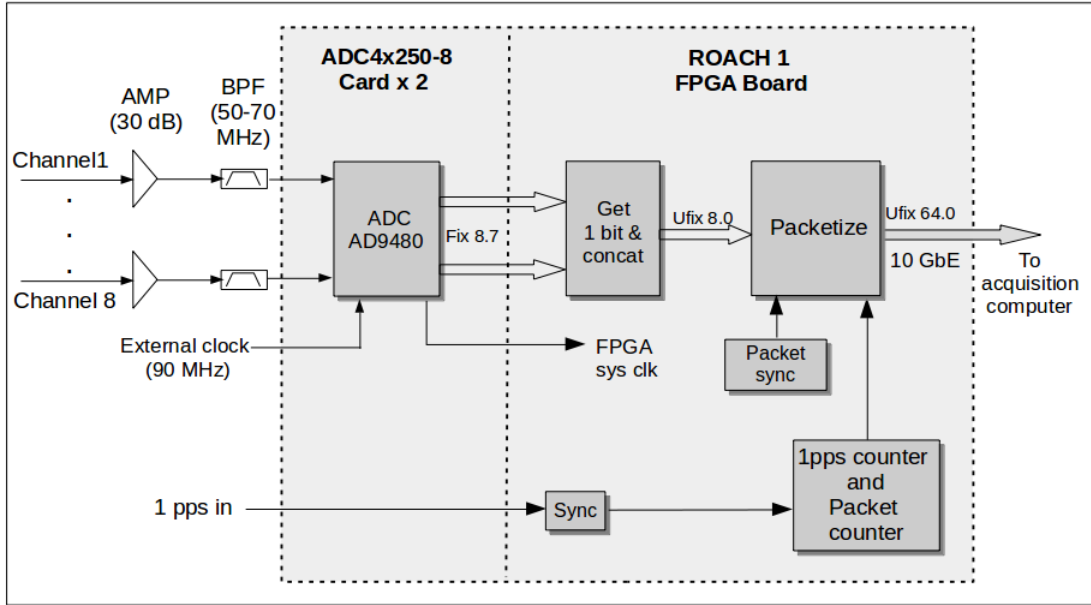 ADC4x250-8
Card x 2
ROACH 1
FPGA Board
AMP
(30 dB)
BPF
(50-70
MHz)
Channel1
.
.
.
Channel 8
ADC
AD9480
Fix 8.7
Get
1 bit &
concat
Ufix 8.0
Packetize
Ufix 64.0
10 GbE
To
acquisition
computer
External clock
(90 MHz)
FPGA
sys clk
Packet
sync
1 pps in
Sync
1pps counter
and
Packet
counter